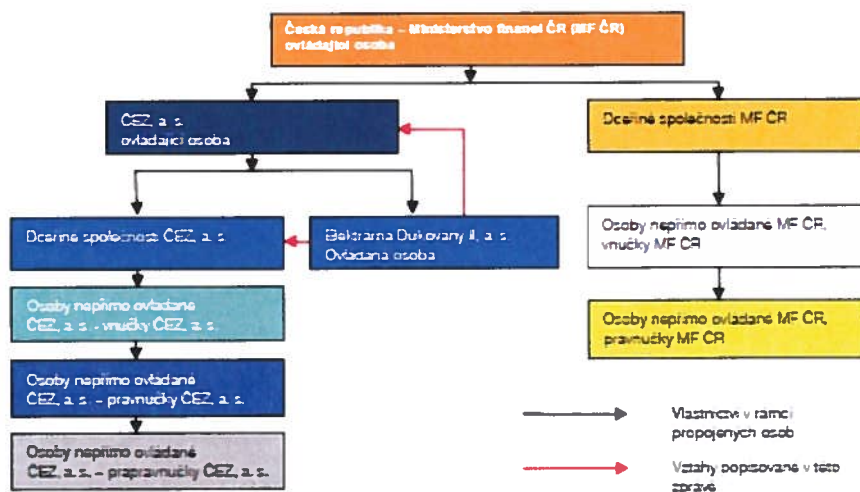 Česká republika – Ministerstvo financí ČR (MF ČR)
ovládající osoba
ČEZ, a. s.
ovládající osoba
Dceřiné společnosti MF ČR
Dceřiné společnosti ČEZ, a. s.
Elektrárna Dukovany II, a. s.
Ovládaná osoba
Osoby nepřímo ovládané MF ČR,
vnučky MF ČR
Osoby nepřímo ovládané
ČEZ, a. s. - vnučky ČEZ, a. s.
Osoby nepřímo ovládané MF ČR,
pravnučky MF ČR
Osoby nepřímo ovládané
ČEZ, a. s. – pravnučky ČEZ, a. s.
Osoby nepřímo ovládané
ČEZ, a. s. – prapravnučky ČEZ, a. s.
Vlastnictví v rámci
propojených osob
Vztahy popisované v této
zprávě